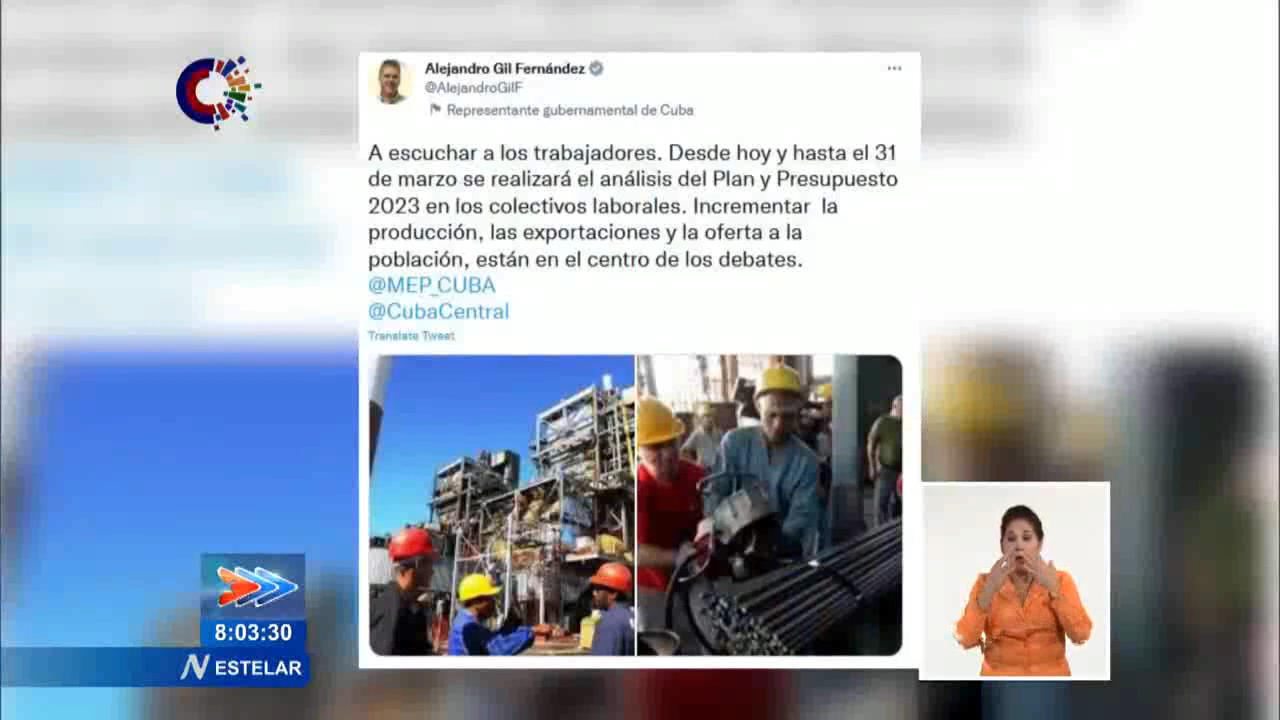 Alejandro Gil Fernández
@AlejandroGilF
Representante gubernamental de Cuba
A escuchar a los trabajadores. Desde hoy y hasta el 31
de marzo se realizará el análisis del Plan y Presupuesto
2023 en los colectivos laborales. Incrementar la
producción, las exportaciones y la oferta a la
población, están en el centro de los debates.
@MEP_CUBA
@CubaCentral
Translate Tweet
8:03:30
N ESTELAR